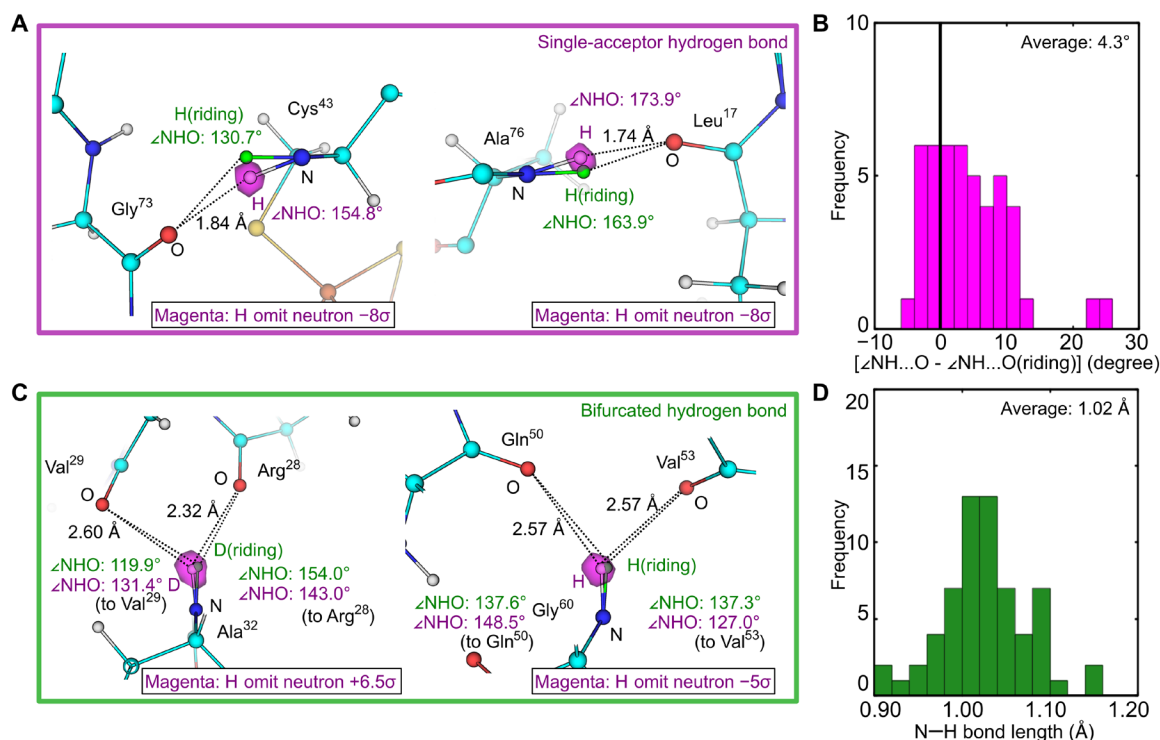 A
Single-acceptor hydrogen bond
H(riding)
∠NHO: 130.7°
Cys⁴³
N
H
∠NHO: 154.8°
Gly⁷³
1.84 Å
O
Magenta: H omit neutron −8σ
∠NHO: 173.9°
Leu¹⁷
H
1.74 Å
Ala⁷⁶
O
N
H(riding)
∠NHO: 163.9°
Magenta: H omit neutron −8σ
B
Average: 4.3°
Frequency
10
5
0
−10 0 10 20 30
[∠NH...O - ∠NH...O(riding)] (degree)
C
Bifurcated hydrogen bond
Val²⁹
Arg²⁸
O
O
2.32 Å
2.60 Å
D(riding)
∠NHO: 119.9°
∠NHO: 131.4° D
(to Val²⁹)
∠NHO: 154.0°
∠NHO: 143.0°
(to Arg²⁸)
N
Ala³²
Magenta: H omit neutron +6.5σ
Gln⁵⁰
Val⁵³
O
O
2.57 Å
2.57 Å
H
H(riding)
∠NHO: 137.6°
∠NHO: 148.5°
(to Gln⁵⁰)
Gly⁶⁰
N
∠NHO: 137.3°
∠NHO: 127.0°
(to Val⁵³)
Magenta: H omit neutron −5σ
D
Average: 1.02 Å
Frequency
20
15
10
5
0
0.90 1.00 1.10 1.20
N−H bond length (Å)